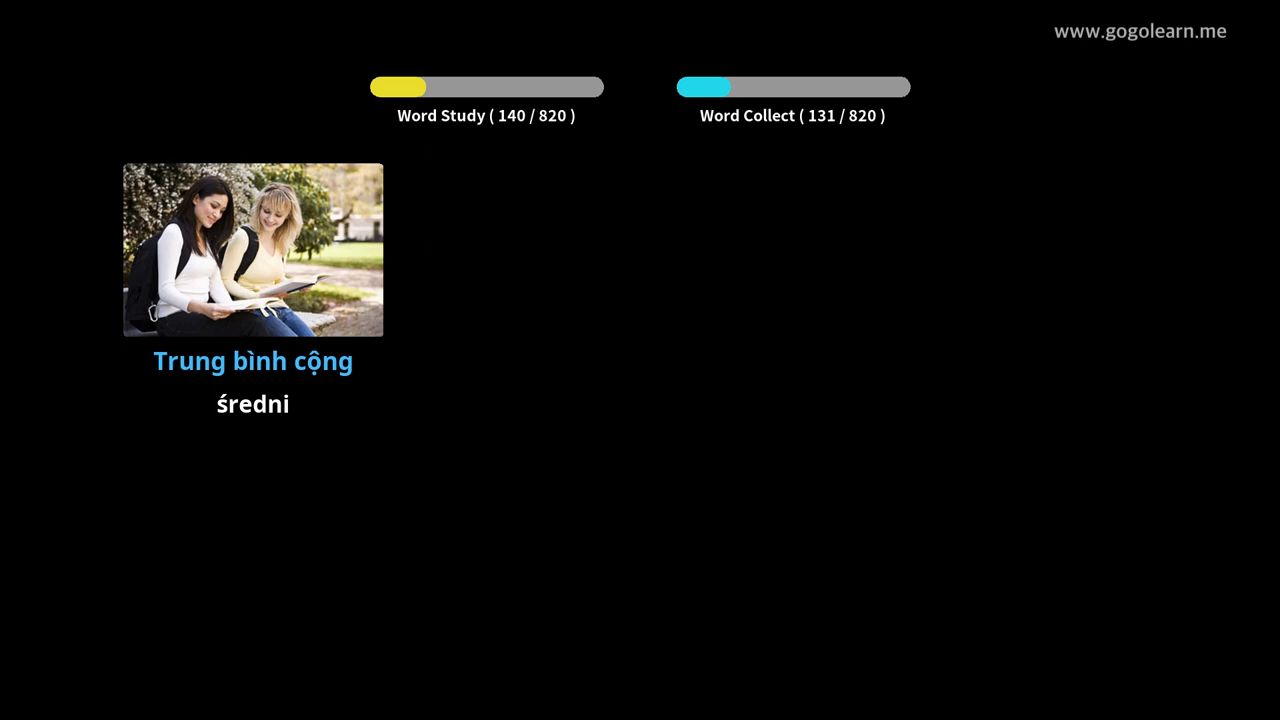 www.gogolearn.me
Word Study ( 140 / 820 )
Word Collect ( 131 / 820 )
Trung bình cộng
średni